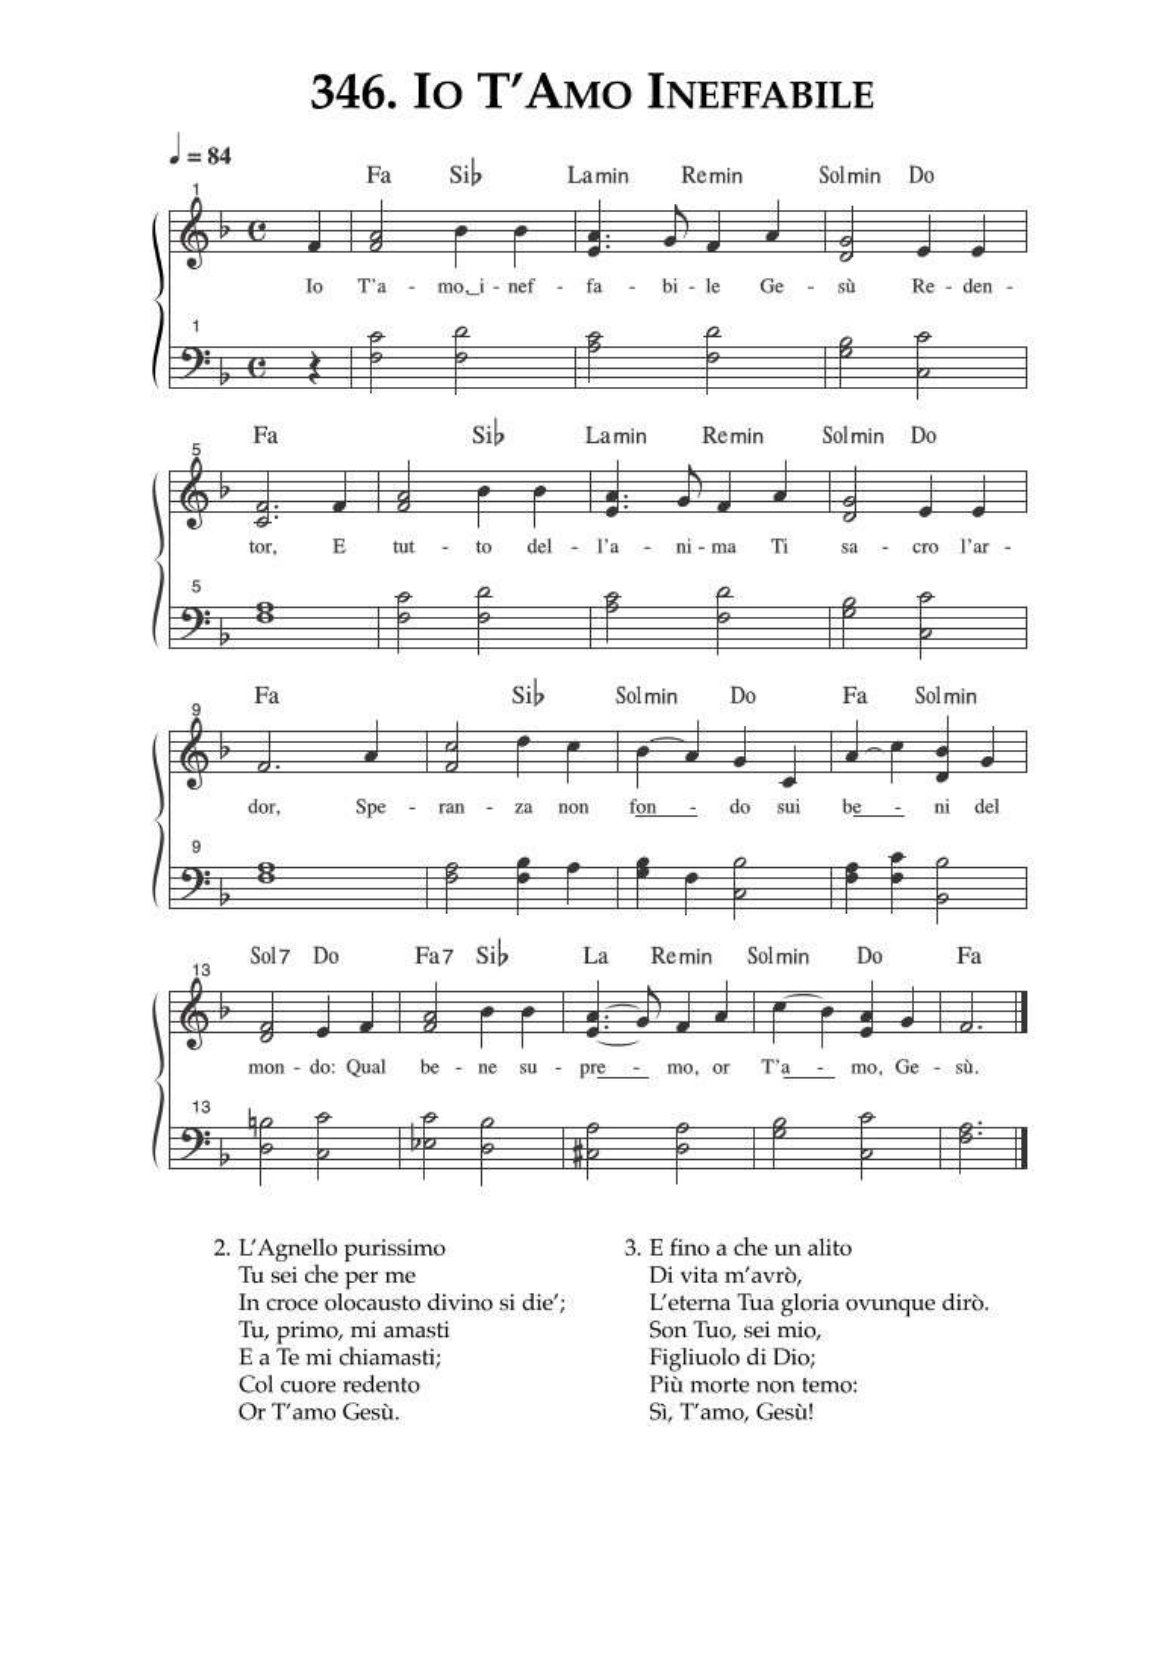 346. Io T'Amo Ineffabile
♩ = 84
Fa Si♭ Lamin Remin Solmin Do
1
Io T'a - mo,‿i - nef - fa - bi - le Ge - sù Re - den -
1
Fa Si♭ Lamin Remin Solmin Do
5
tor, E tut - to del - l'a - ni - ma Ti sa - cro l'ar -
5
Fa Si♭ Solmin Do Fa Solmin
9
dor, Spe - ran - za non fon - do sui be - ni del
9
Sol7 Do Fa7 Si♭ La Remin Solmin Do Fa
13
mon - do: Qual be - ne su - pre - mo, or T'a - mo, Ge - sù.
13
2. L'Agnello purissimo
Tu sei che per me
In croce olocausto divino si die';
Tu, primo, mi amasti
E a Te mi chiamasti;
Col cuore redento
Or T'amo Gesù.
3. E fino a che un alito
Di vita m'avrò,
L'eterna Tua gloria ovunque dirò.
Son Tuo, sei mio,
Figliuolo di Dio;
Più morte non temo:
Sì, T'amo, Gesù!